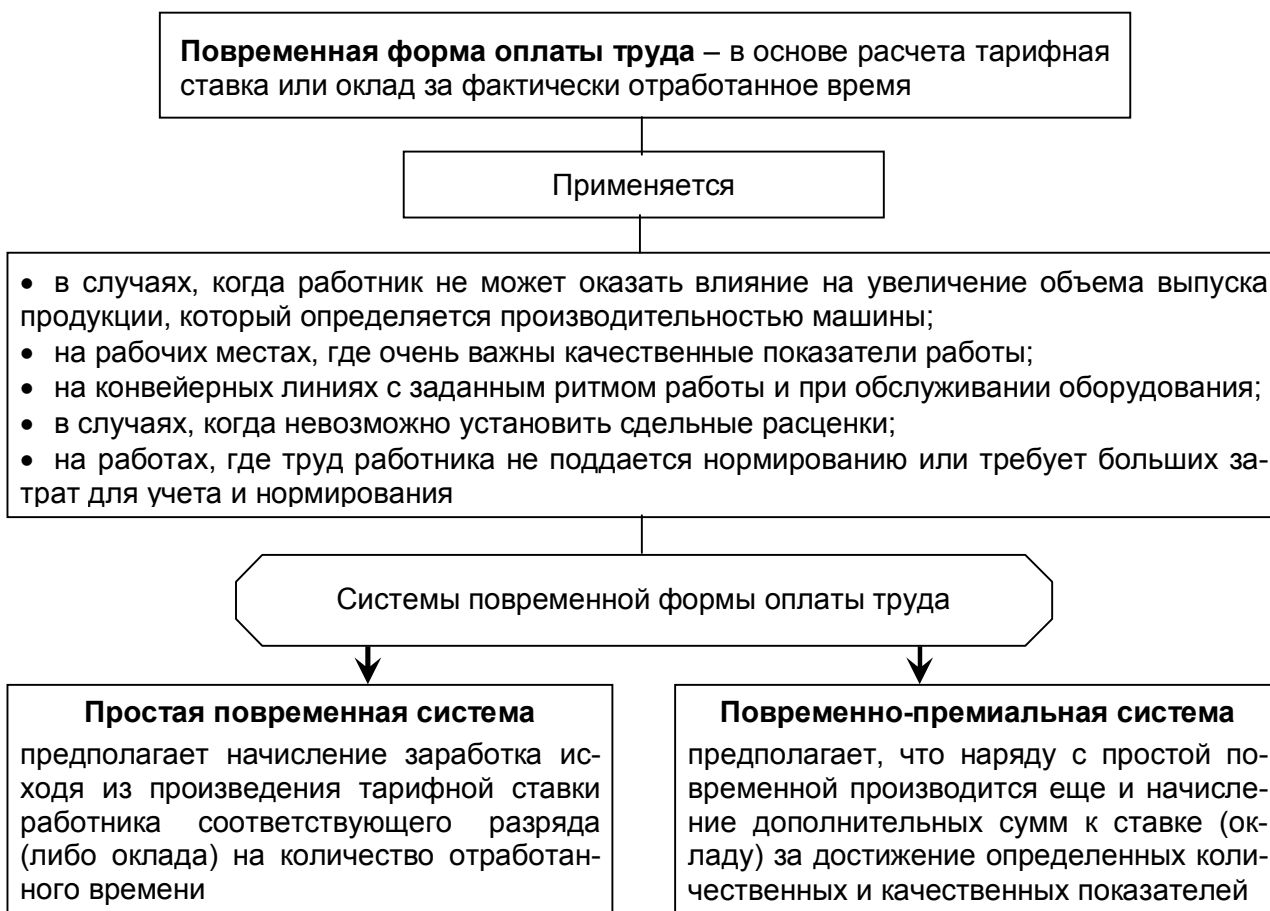 Повременная форма оплаты труда – в основе расчета тарифная
ставка или оклад за фактически отработанное время
Применяется
• в случаях, когда работник не может оказать влияние на увеличение объема выпуска
продукции, который определяется производительностью машины;
• на рабочих местах, где очень важны качественные показатели работы;
• на конвейерных линиях с заданным ритмом работы и при обслуживании оборудования;
• в случаях, когда невозможно установить сдельные расценки;
• на работах, где труд работника не поддается нормированию или требует больших за-
трат для учета и нормирования
Системы повременной формы оплаты труда
Простая повременная система
предполагает начисление заработка ис-
ходя из произведения тарифной ставки
работника соответствующего разряда
(либо оклада) на количество отработан-
ного времени
Повременно-премиальная система
предполагает, что наряду с простой по-
временной производится еще и начисле-
ние дополнительных сумм к ставке (ок-
ладу) за достижение определенных коли-
чественных и качественных показателей